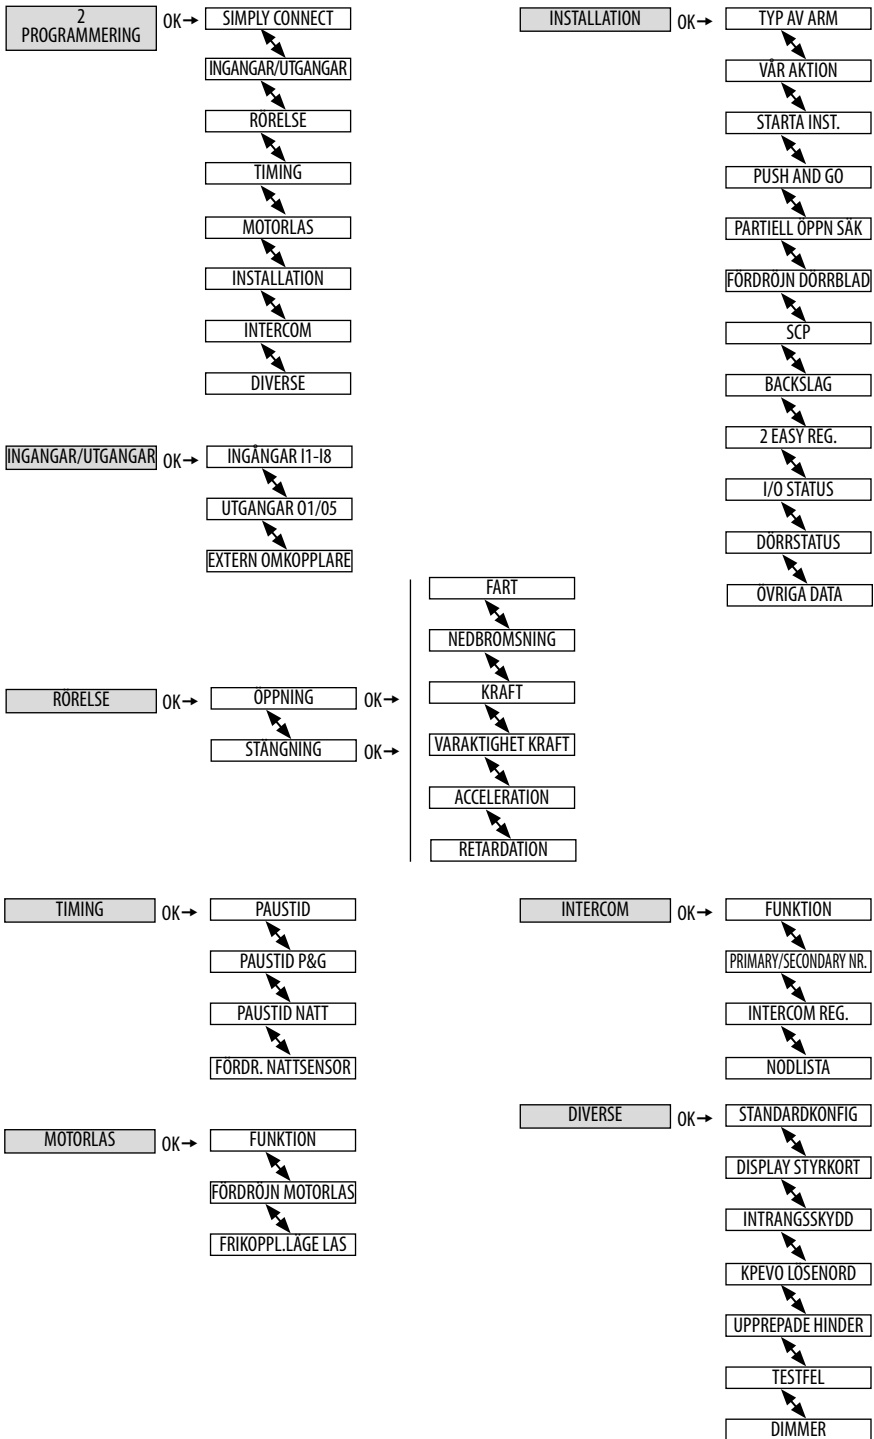 2
PROGRAMMERING
OK→
SIMPLY CONNECT
INGANGAR/UTGANGAR
RÖRELSE
TIMING
MOTORLAS
INSTALLATION
INTERCOM
DIVERSE
INSTALLATION
OK→
TYP AV ARM
VÅR AKTION
STARTA INST.
PUSH AND GO
PARTIELL ÖPPN SÄK
FÖRDRÖJN DÖRRBLAD
SCP
BACKSLAG
2 EASY REG.
I/O STATUS
DÖRRSTATUS
ÖVRIGA DATA
INGANGAR/UTGANGAR
OK→
INGÅNGAR I1-I8
UTGANGAR O1/05
EXTERN OMKOPPLARE
RÖRELSE
OK→
ÖPPNING
OK→
STÄNGNING
OK→
FART
NEDBROMSNING
KRAFT
VARAKTIGHET KRAFT
ACCELERATION
RETARDATION
TIMING
OK→
PAUSTID
PAUSTID P&G
PAUSTID NATT
FÖRDR. NATTSENSOR
MOTORLAS
OK→
FUNKTION
FÖRDRÖJN MOTORLAS
FRIKOPPL.LÄGE LAS
INTERCOM
OK→
FUNKTION
PRIMARY/SECONDARY NR.
INTERCOM REG.
NODLISTA
DIVERSE
OK→
STANDARDKONFIG
DISPLAY STYRKORT
INTRANGSSKYDD
KPEVO LÖSENORD
UPPREPADE HINDER
TESTFEL
DIMMER